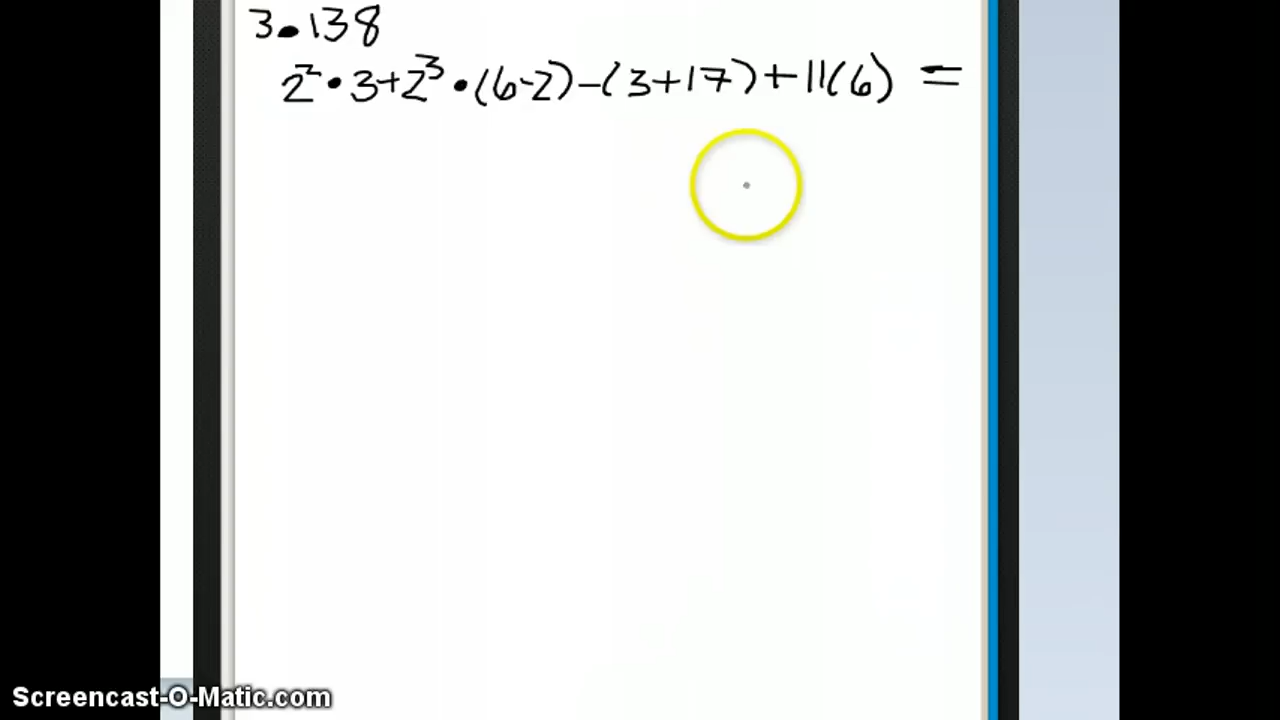 3•138
2²•3+2³•(6-2)-(3+17)+11(6) =
Screencast-O-Matic.com